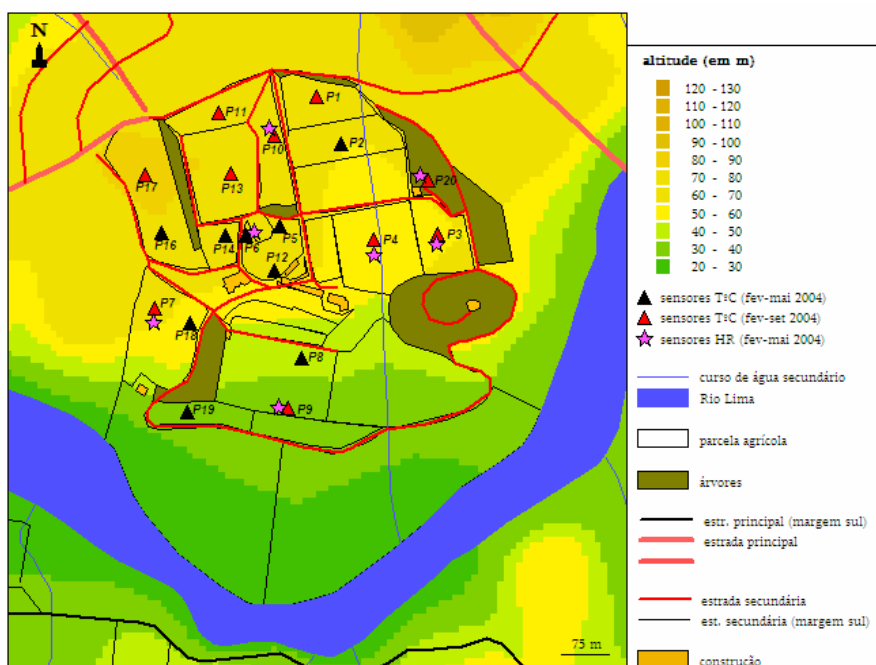 N
P1
P11
P10
P2
P13
P17
P20
P16
P14
P6
P5
P4
P3
P12
P7
P18
P8
P19
P9
75 m
altitude (em m)
120 - 130
110 - 120
100 - 110
90 - 100
80 - 90
70 - 80
60 - 70
50 - 60
40 - 50
30 - 40
20 - 30
sensores TºC (fev-mai 2004)
sensores TºC (fev-set 2004)
sensores HR (fev-mai 2004)
curso de água secundário
Rio Lima
parcela agrícola
árvores
estr. principal (margem sul)
estrada principal
estrada secundária
est. secundária (margem sul)
construção